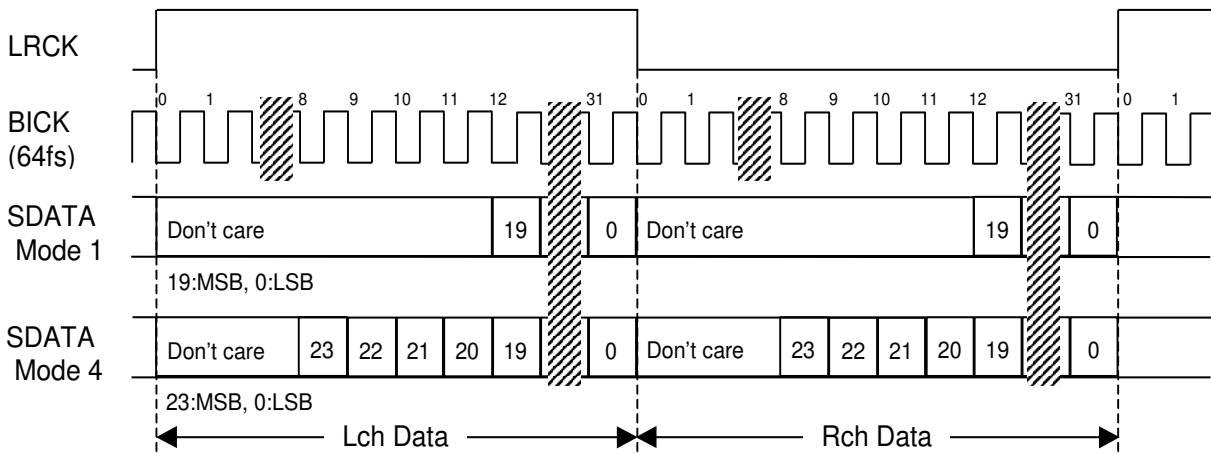 LRCK
0 1 8 9 10 11 12 31 0 1 8 9 10 11 12 31 0 1
BICK
(64fs)
SDATA
Mode 1
Don't care 19 0 Don't care 19 0
19:MSB, 0:LSB
SDATA
Mode 4
Don't care 23 22 21 20 19 0 Don't care 23 22 21 20 19 0
23:MSB, 0:LSB
Lch Data Rch Data